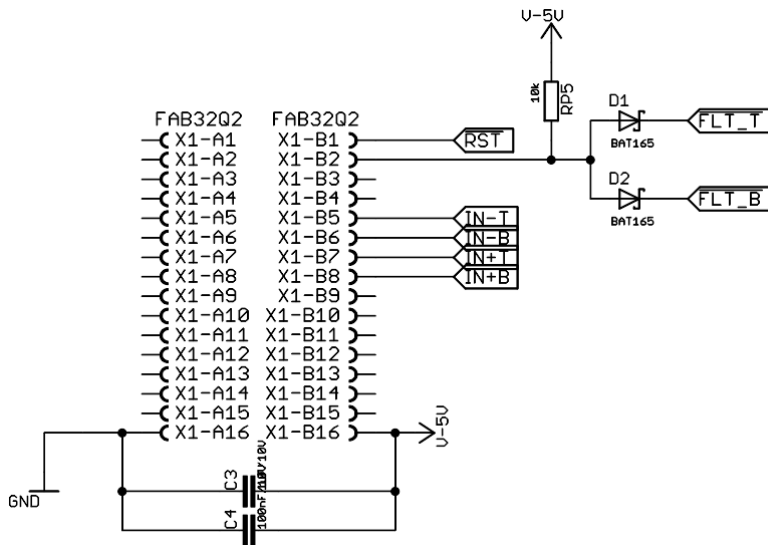 V-5V
10k
RP5
D1
FLT_T
BAT165
D2
FLT_B
BAT165
FAB32Q2 FAB32Q2
X1-A1 X1-B1 RST
X1-A2 X1-B2
X1-A3 X1-B3
X1-A4 X1-B4
X1-A5 X1-B5 IN-T
X1-A6 X1-B6 IN-B
X1-A7 X1-B7 IN+T
X1-A8 X1-B8 IN+B
X1-A9 X1-B9
X1-A10 X1-B10
X1-A11 X1-B11
X1-A12 X1-B12
X1-A13 X1-B13
X1-A14 X1-B14
X1-A15 X1-B15
X1-A16 X1-B16
V-5V
GND
C3
C4